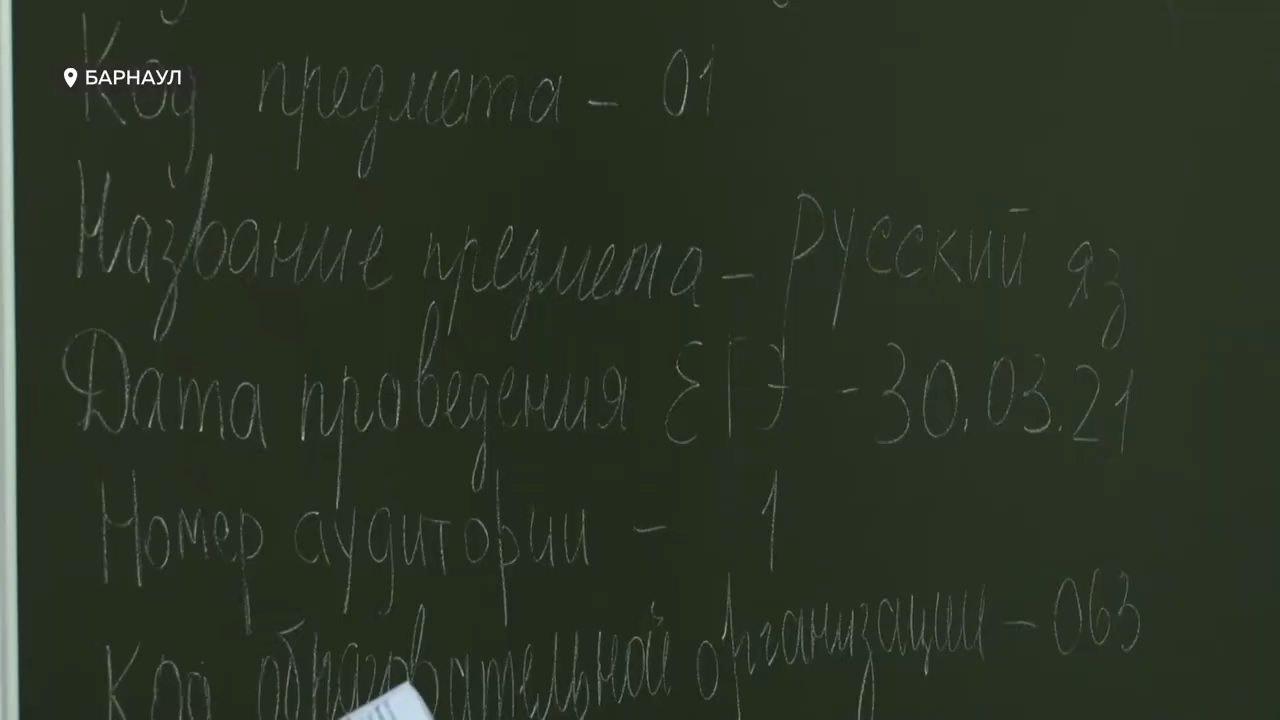 БАРНАУЛ
Код предмета - 01
Название предмета - Русский яз
Дата проведения ЕГЭ - 30.03.21
Номер аудитории - 1
Код образовательной организации - 063